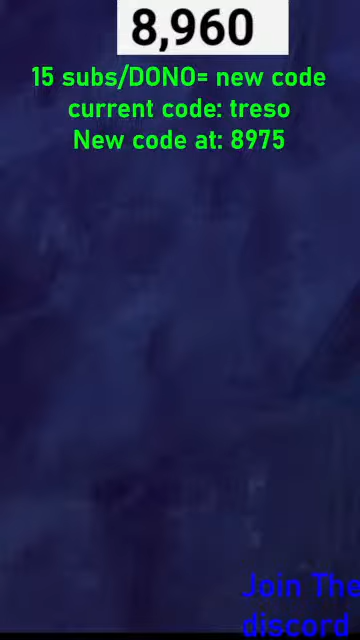 8,960
15 subs/DONO= new code
current code: treso
New code at: 8975
Join The
discord